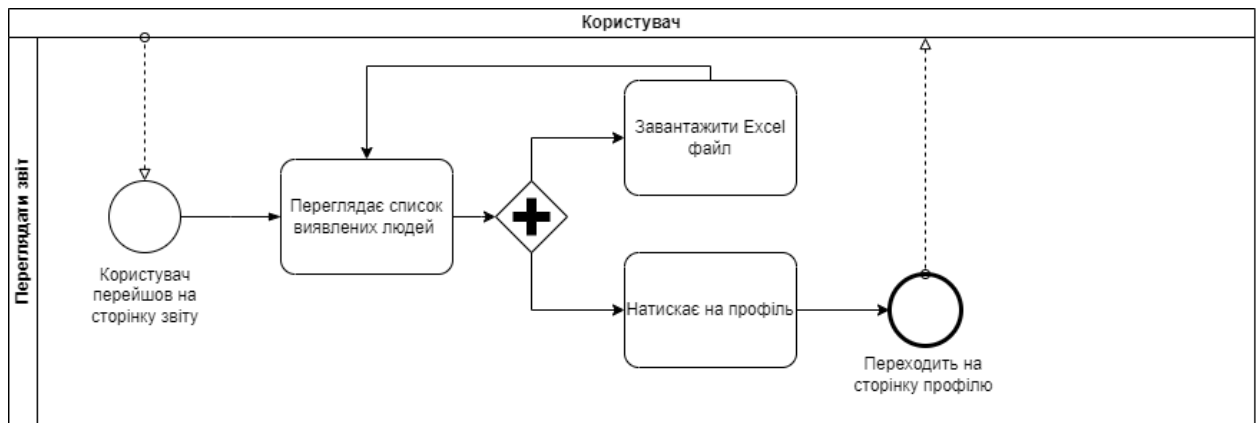 Користувач
Переглядати звіт
Користувач
перейшов на
сторінку звіту
Переглядає список
виявлених людей
Завантажити Excel
файл
Натискає на профіль
Переходить на
сторінку профілю